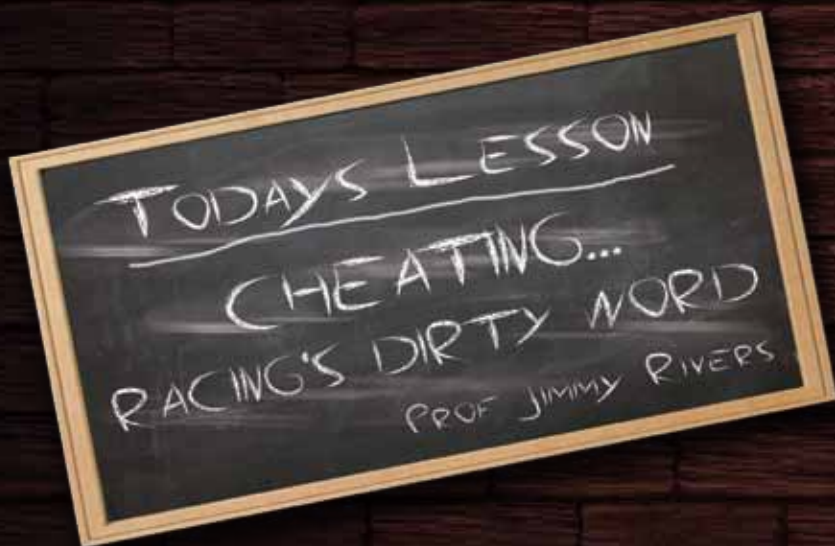 TODAYS LESSON
CHEATING...
RACING'S DIRTY WORD
PROF JIMMY RIVERS